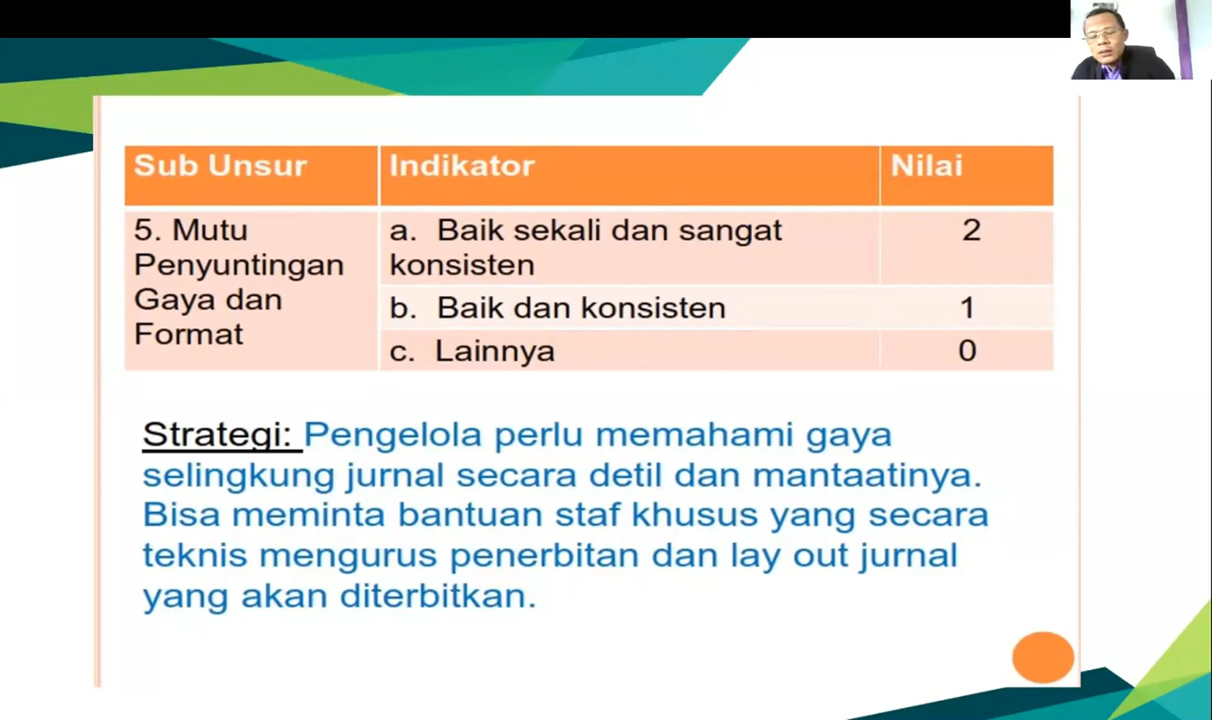 Sub Unsur Indikator Nilai
5. Mutu
Penyuntingan
Gaya dan
Format
a. Baik sekali dan sangat
konsisten
2
b. Baik dan konsisten 1
c. Lainnya 0
Strategi: Pengelola perlu memahami gaya
selingkung jurnal secara detil dan mantaatinya.
Bisa meminta bantuan staf khusus yang secara
teknis mengurus penerbitan dan lay out jurnal
yang akan diterbitkan.